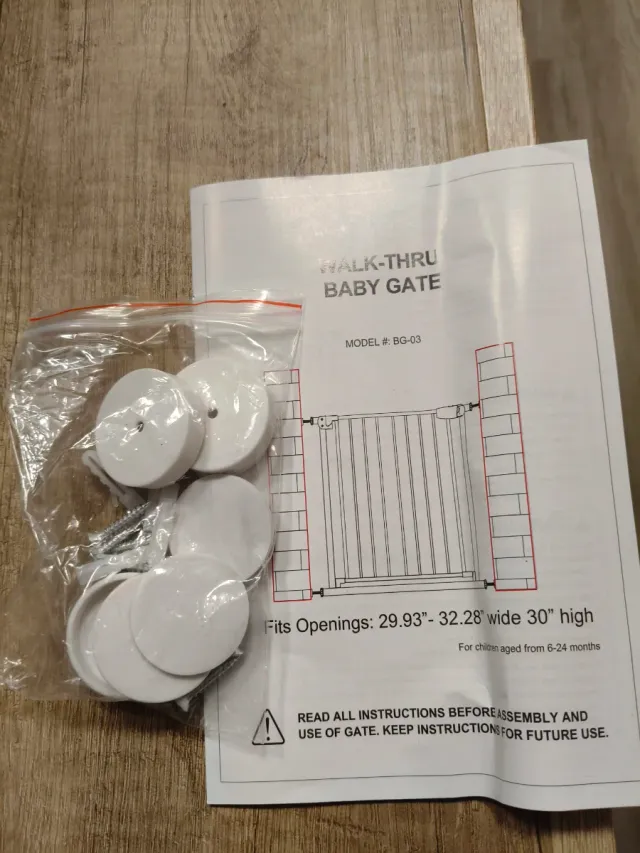 WALK-THRU
BABY GATE
MODEL #: BG-03
Fits Openings: 29.93"- 32.28" wide 30" high
For children aged from 6-24 months
READ ALL INSTRUCTIONS BEFORE ASSEMBLY AND
USE OF GATE. KEEP INSTRUCTIONS FOR FUTURE USE.